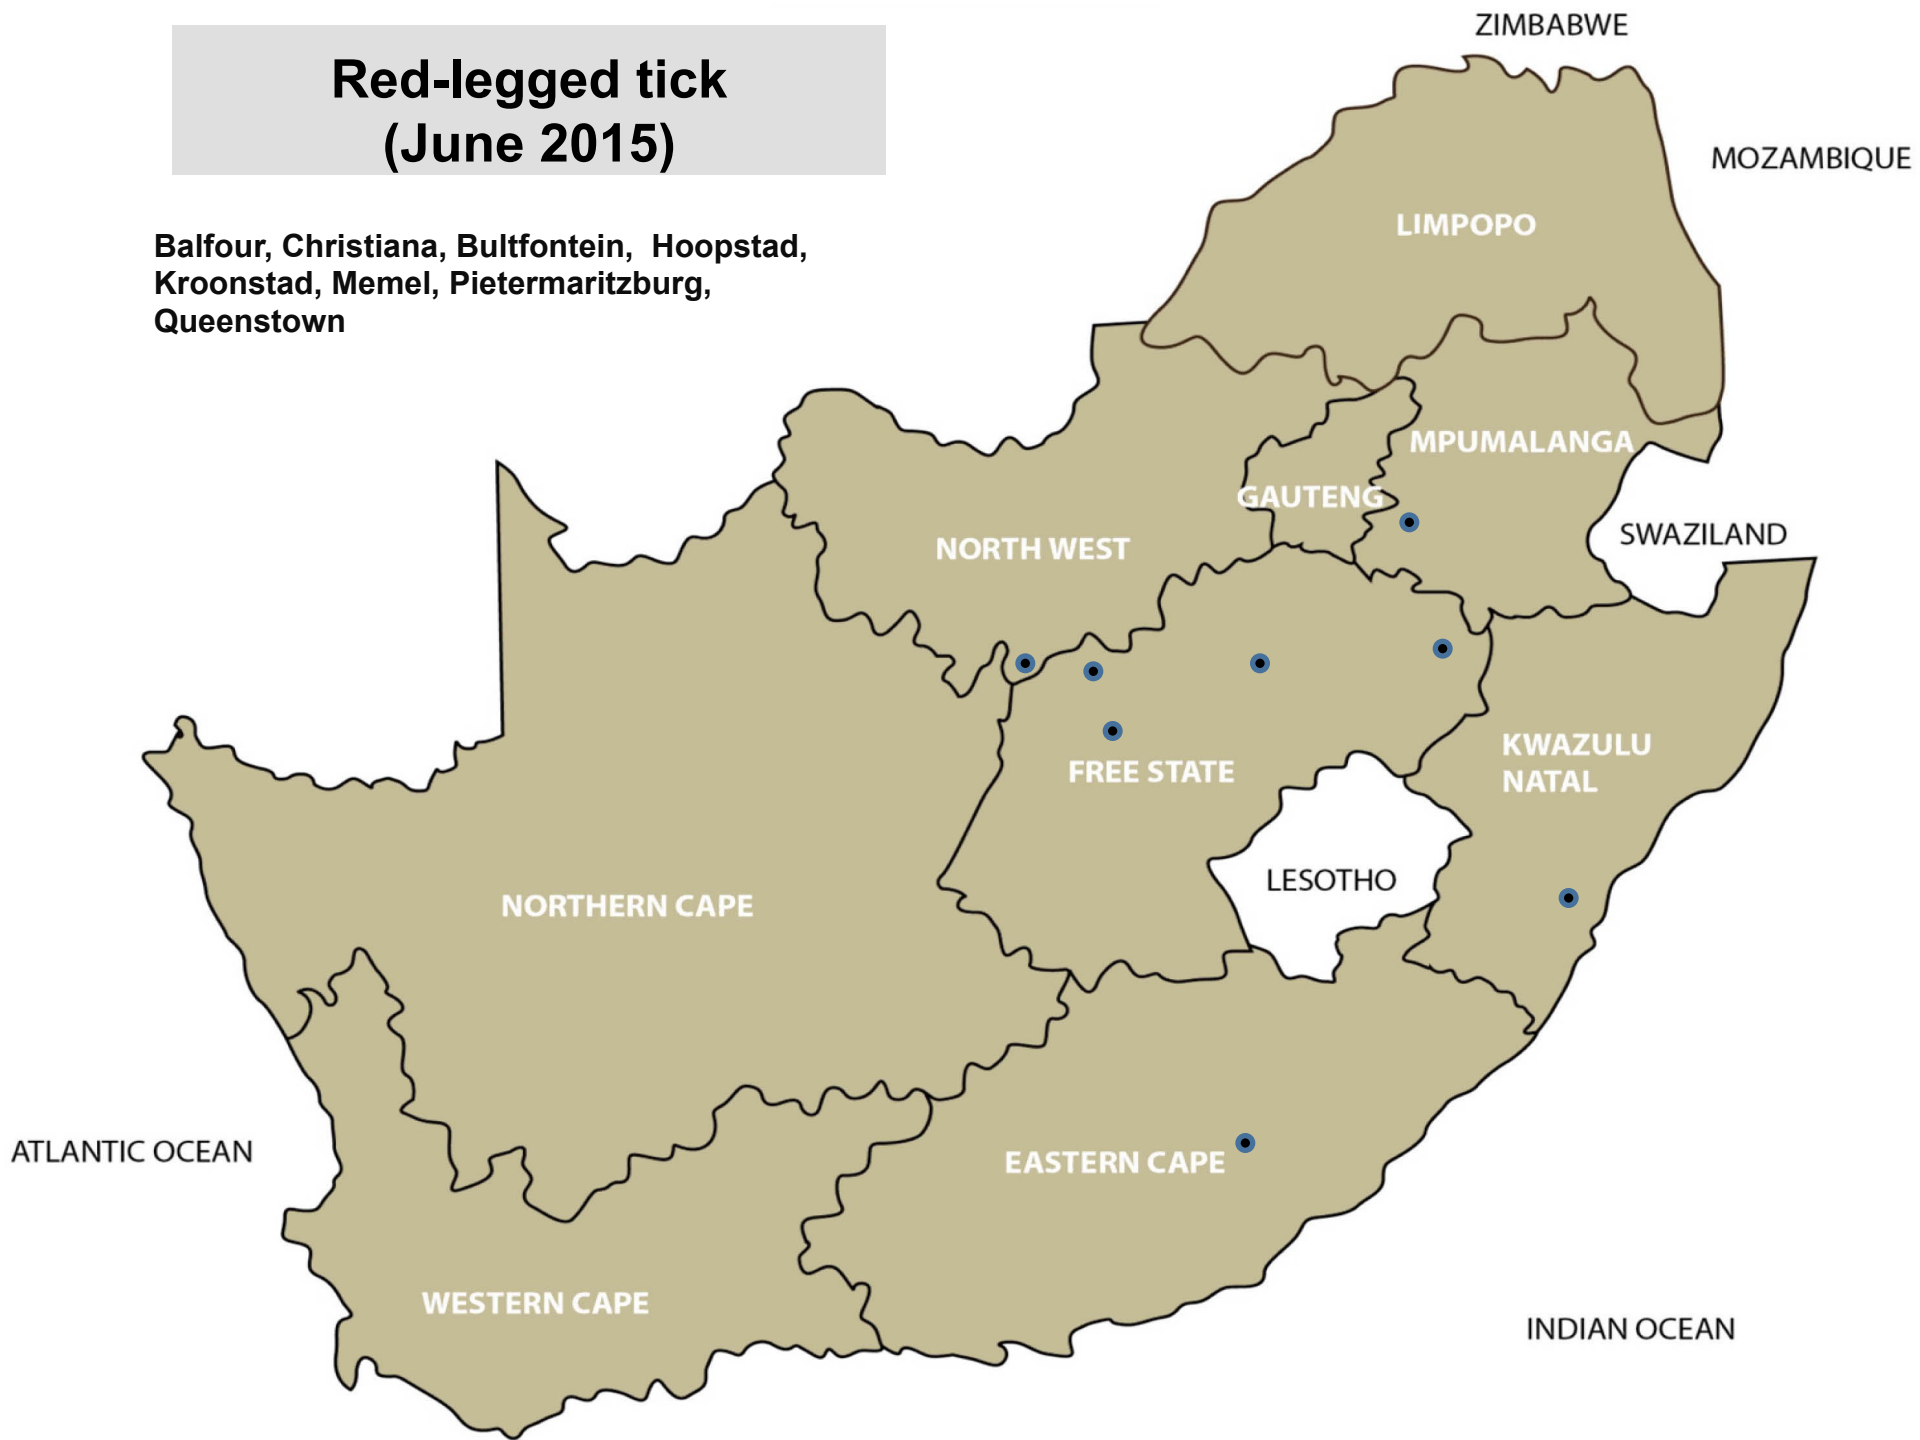 Red-legged tick
(June 2015)
Balfour, Christiana, Bultfontein, Hoopstad,
Kroonstad, Memel, Pietermaritzburg,
Queenstown
ZIMBABWE
MOZAMBIQUE
LIMPOPO
MPUMALANGA
GAUTENG
SWAZILAND
NORTH WEST
KWAZULU
NATAL
FREE STATE
LESOTHO
NORTHERN CAPE
ATLANTIC OCEAN
EASTERN CAPE
WESTERN CAPE
INDIAN OCEAN